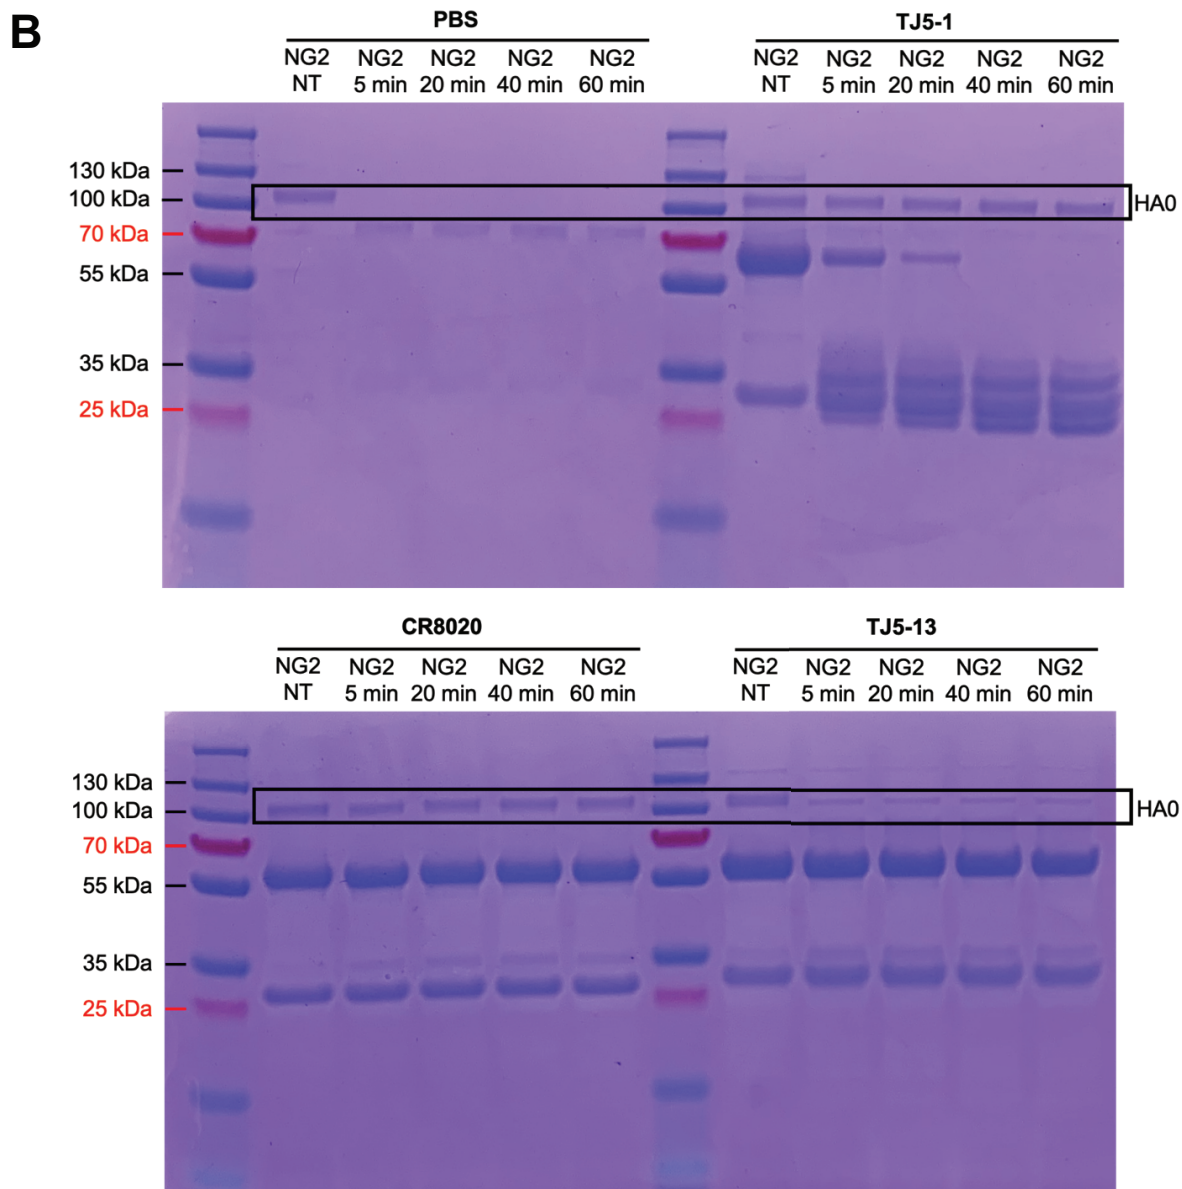 B
PBS
TJ5-1
NG2 NG2 NG2 NG2 NG2
NT 5 min 20 min 40 min 60 min
NG2 NG2 NG2 NG2 NG2
NT 5 min 20 min 40 min 60 min
130 kDa
100 kDa
HA0
70 kDa
55 kDa
35 kDa
25 kDa
CR8020
TJ5-13
NG2 NG2 NG2 NG2 NG2
NT 5 min 20 min 40 min 60 min
NG2 NG2 NG2 NG2 NG2
NT 5 min 20 min 40 min 60 min
130 kDa
100 kDa
HA0
70 kDa
55 kDa
35 kDa
25 kDa